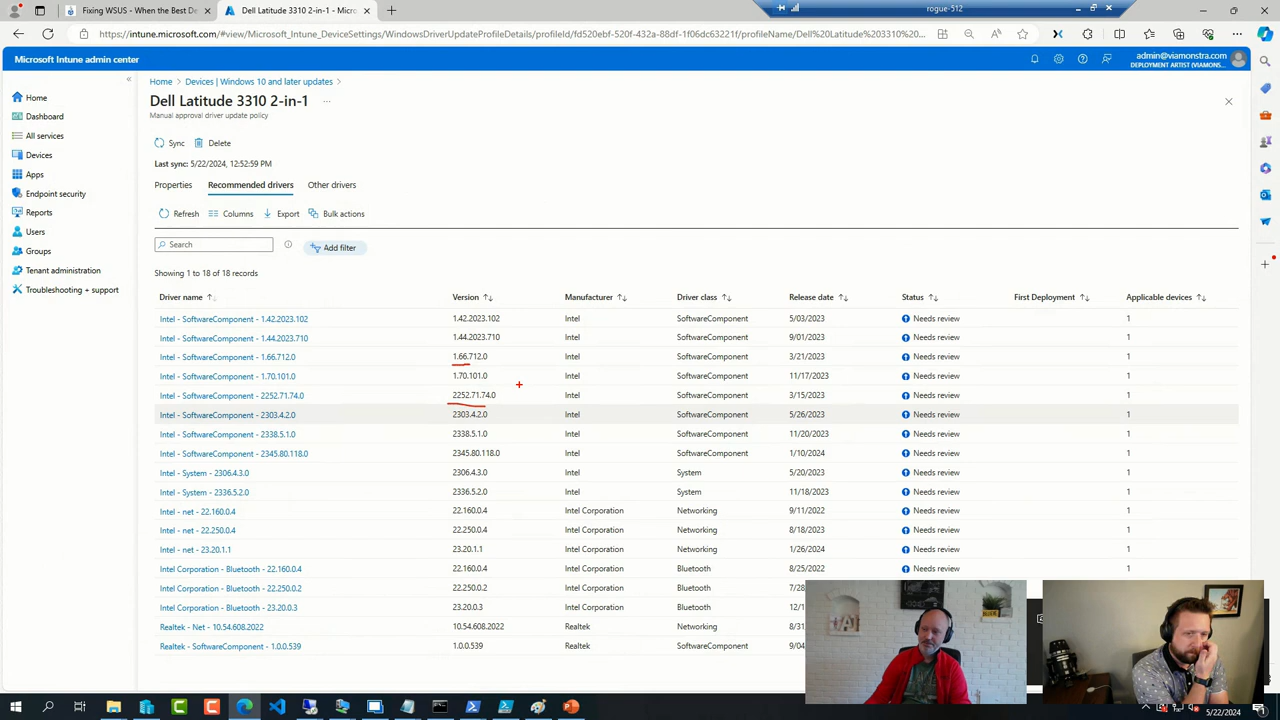 Fixing WSUS - When the Best De
Dell Latitude 3310 2-in-1 - Micro
rogue-512
https://intune.microsoft.com/#view/Microsoft_Intune_DeviceSettings/WindowsDriverUpdateProfileDetails/profileId/fd520ebf-520f-432a-88df-1f06dc63221f/profileName/Dell%20Latitude%203310%20...
Microsoft Intune admin center
admin@viamonstra.com
DEPLOYMENT ARTIST (VIAMONS...
Home
Dashboard
All services
Devices
Apps
Endpoint security
Reports
Users
Groups
Tenant administration
Troubleshooting + support
Home > Devices | Windows 10 and later updates >
Dell Latitude 3310 2-in-1 ...
Manual approval driver update policy
Sync Delete
Last sync: 5/22/2024, 12:52:59 PM
Properties Recommended drivers Other drivers
Refresh Columns Export Bulk actions
Search Add filter
Showing 1 to 18 of 18 records
Driver name Version Manufacturer Driver class Release date Status First Deployment Applicable devices
Intel - SoftwareComponent - 1.42.2023.102 1.42.2023.102 Intel SoftwareComponent 5/03/2023 Needs review 1
Intel - SoftwareComponent - 1.44.2023.710 1.44.2023.710 Intel SoftwareComponent 9/01/2023 Needs review 1
Intel - SoftwareComponent - 1.66.712.0 1.66.712.0 Intel SoftwareComponent 3/21/2023 Needs review 1
Intel - SoftwareComponent - 1.70.101.0 1.70.101.0 Intel SoftwareComponent 11/17/2023 Needs review 1
Intel - SoftwareComponent - 2252.71.74.0 2252.71.74.0 Intel SoftwareComponent 3/15/2023 Needs review 1
Intel - SoftwareComponent - 2303.4.2.0 2303.4.2.0 Intel SoftwareComponent 5/26/2023 Needs review 1
Intel - SoftwareComponent - 2338.5.1.0 2338.5.1.0 Intel SoftwareComponent 11/20/2023 Needs review 1
Intel - SoftwareComponent - 2345.80.118.0 2345.80.118.0 Intel SoftwareComponent 1/10/2024 Needs review 1
Intel - System - 2306.4.3.0 2306.4.3.0 Intel System 5/20/2023 Needs review 1
Intel - System - 2336.5.2.0 2336.5.2.0 Intel System 11/18/2023 Needs review 1
Intel - net - 22.160.0.4 22.160.0.4 Intel Corporation Networking 9/11/2022 Needs review 1
Intel - net - 22.250.0.4 22.250.0.4 Intel Corporation Networking 8/18/2023 Needs review 1
Intel - net - 23.20.1.1 23.20.1.1 Intel Corporation Networking 1/26/2024 Needs review 1
Intel Corporation - Bluetooth - 22.160.0.4 22.160.0.4 Intel Corporation Bluetooth 8/25/2022 Needs review 1
Intel Corporation - Bluetooth - 22.250.0.2 22.250.0.2 Intel Corporation Bluetooth 7/28
Intel Corporation - Bluetooth - 23.20.0.3 23.20.0.3 Intel Corporation Bluetooth 12/1
Realtek - Net - 10.54.608.2022 10.54.608.2022 Realtek Networking 8/31
Realtek - SoftwareComponent - 1.0.0.539 1.0.0.539 Realtek SoftwareComponent 9/04
5/22/2024